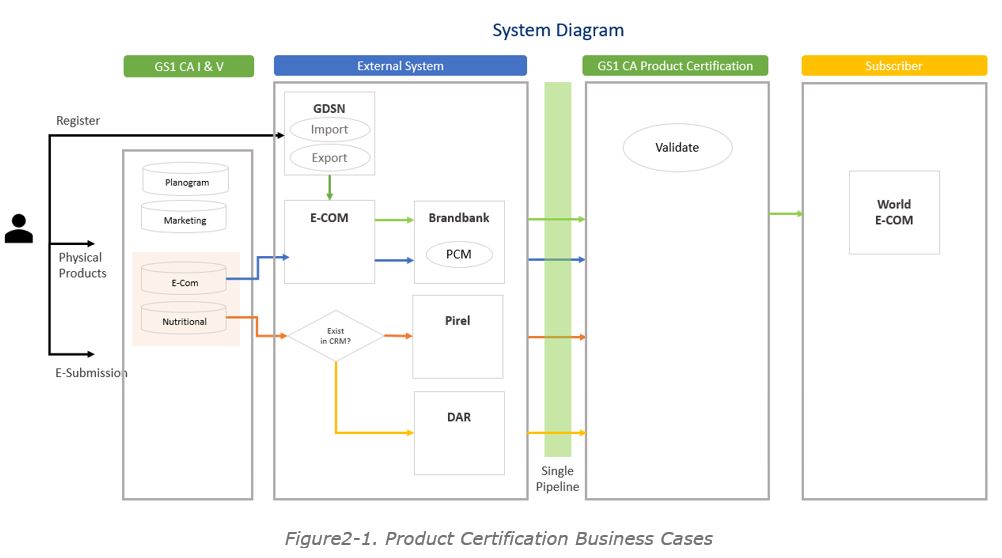 System Diagram
GS1 CA I & V
External System
GS1 CA Product Certification
Subscriber
GDSN
Import
Export
Register
Validate
Planogram
Marketing
E-COM
Brandbank
PCM
World
E-COM
Physical
Products
E-Com
Nutritional
Exist
in CRM?
Pirel
E-Submission
DAR
Single
Pipeline
Figure2-1. Product Certification Business Cases